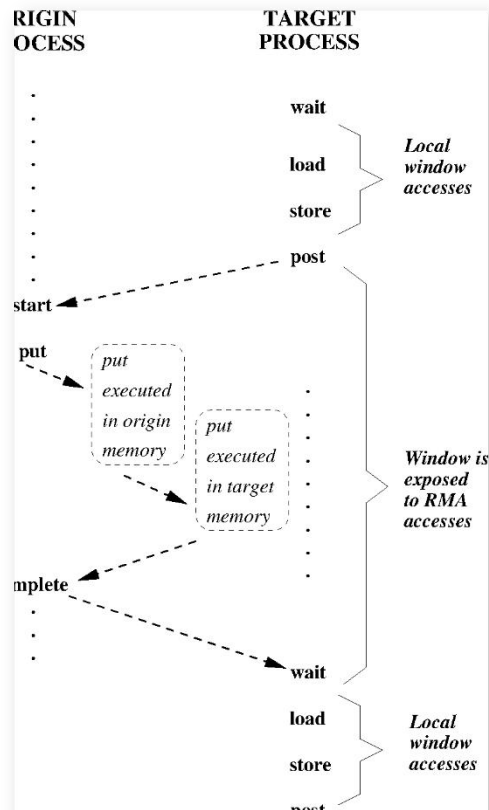 RIGIN
OCESS
TARGET
PROCESS
wait
load
store
Local
window
accesses
post
start
put
put
executed
in origin
memory
put
executed
in target
memory
Window is
exposed
to RMA
accesses
mplete
wait
load
store
Local
window
accesses
post